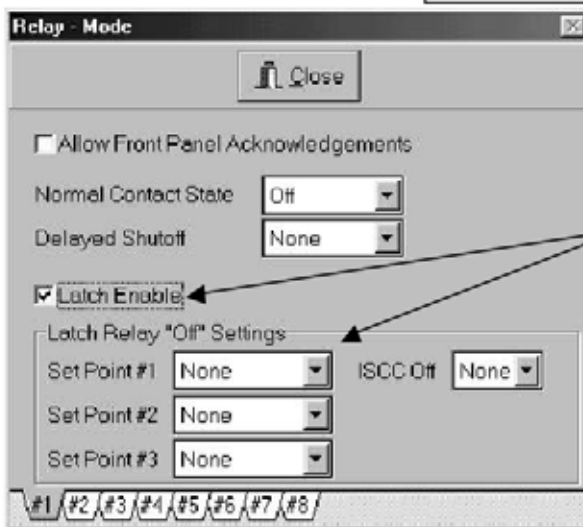 Relay - Mode
Close
Allow Front Panel Acknowledgements
Normal Contact State Off
Delayed Shutoff None
Latch Enable
Latch Relay "Off" Settings
Set Point #1 None ISCC Off None
Set Point #2 None
Set Point #3 None
#1 #2 #3 #4 #5 #6 #7 #8